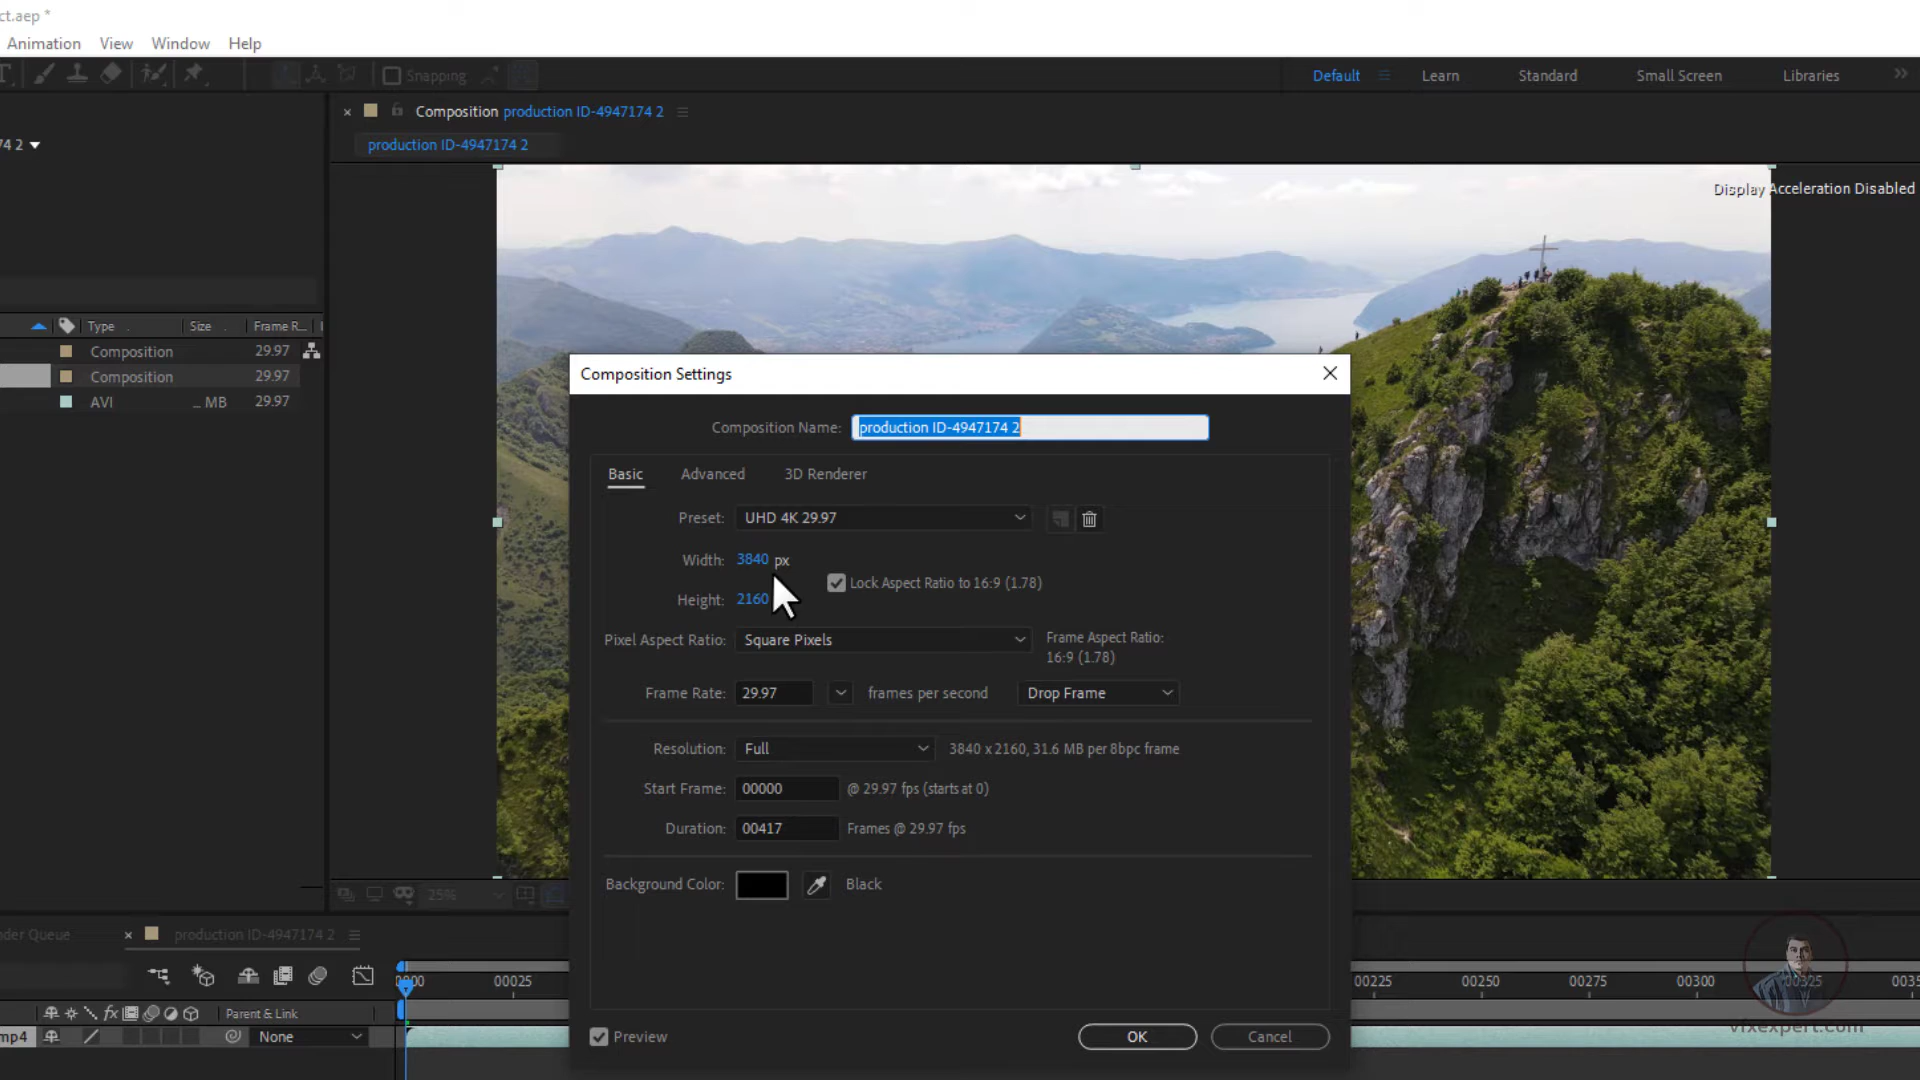 ct.aep *
Animation View Window Help
Snapping
Default Learn Standard Small Screen Libraries
Composition production ID-4947174 2
74 2
production ID-4947174 2
Display Acceleration Disabled
Type Size Frame R...
Composition 29.97
Composition 29.97
AVI ... MB 29.97
Composition Settings
Composition Name: production ID-4947174 2
Basic Advanced 3D Renderer
Preset: UHD 4K 29.97
Width: 3840 px
Lock Aspect Ratio to 16:9 (1.78)
Height: 2160
Pixel Aspect Ratio: Square Pixels
Frame Aspect Ratio:
16:9 (1.78)
Frame Rate: 29.97 frames per second Drop Frame
Resolution: Full 3840 x 2160, 31.6 MB per 8bpc frame
Start Frame: 00000 @ 29.97 fps (starts at 0)
Duration: 00417 Frames @ 29.97 fps
Background Color: Black
25%
der Queue production ID-4947174 2
0000 00025 00225 00250 00275 00300 00325 0035
fx Parent & Link
mp4 None
Preview OK Cancel
vfxexpert.com